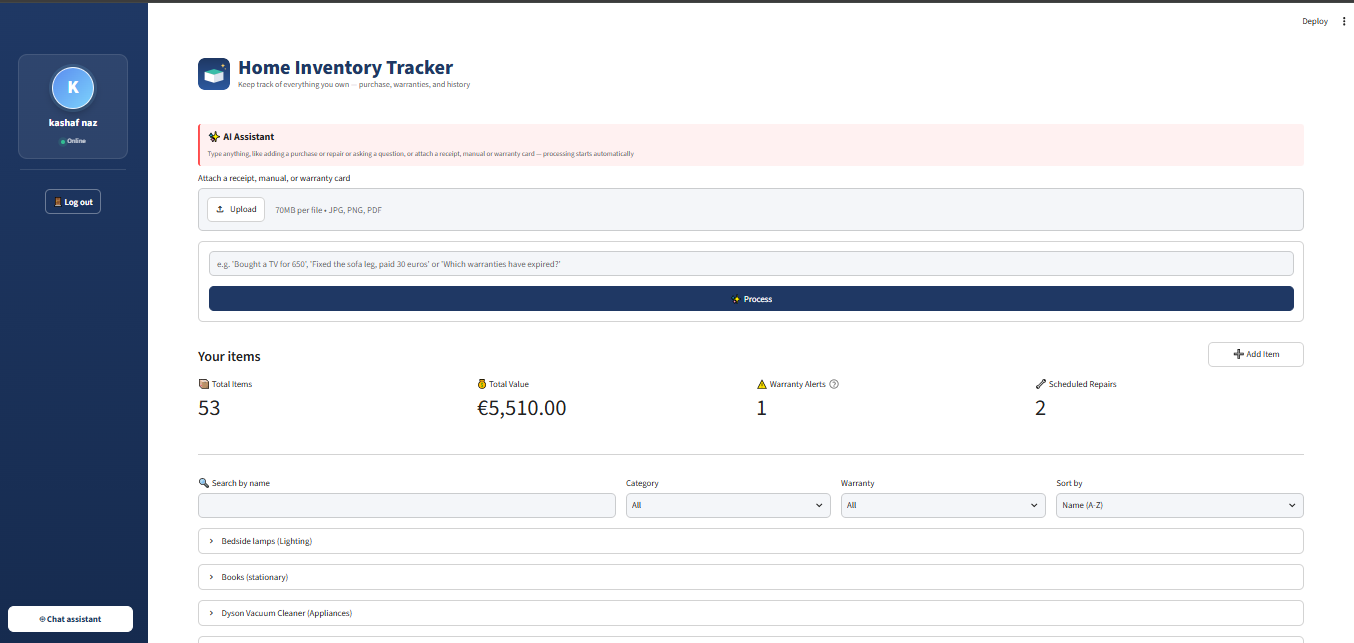 Deploy
K
kashaf naz
Online
Log out
Chat assistant
Home Inventory Tracker
Keep track of everything you own — purchase, warranties, and history
AI Assistant
Type anything, like adding a purchase or repair or asking a question, or attach a receipt, manual or warranty card — processing starts automatically
Attach a receipt, manual, or warranty card
Upload
70MB per file • JPG, PNG, PDF
e.g. 'Bought a TV for 650', 'Fixed the sofa leg, paid 30 euros' or 'Which warranties have expired?'
Process
Your items
Add Item
Total Items
53
Total Value
€5,510.00
Warranty Alerts
1
Scheduled Repairs
2
Search by name
Category
All
Warranty
All
Sort by
Name (A-Z)
Bedside lamps (Lighting)
Books (stationary)
Dyson Vacuum Cleaner (Appliances)